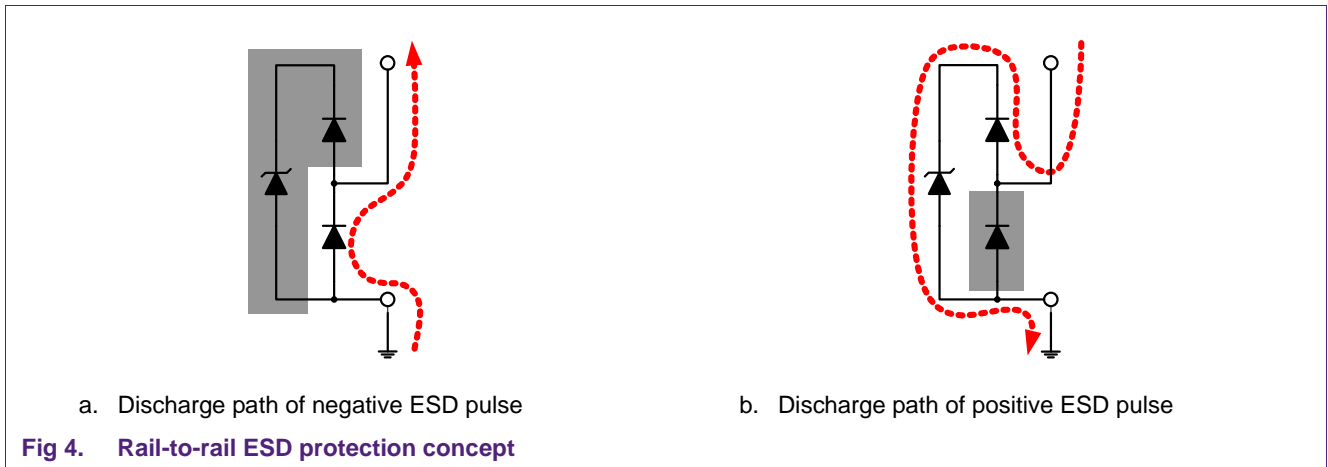 a. Discharge path of negative ESD pulse
b. Discharge path of positive ESD pulse
Fig 4. Rail-to-rail ESD protection concept